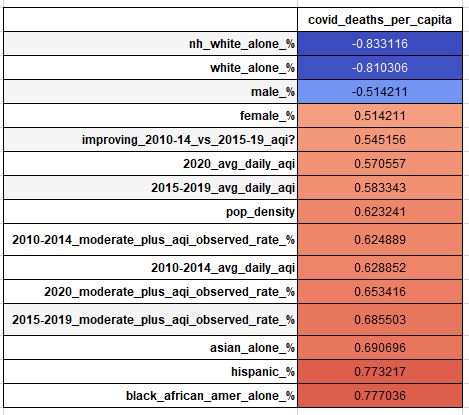 covid_deaths_per_capita
nh_white_alone_% -0.833116
white_alone_% -0.810306
male_% -0.514211
female_% 0.514211
improving_2010-14_vs_2015-19_aqi? 0.545156
2020_avg_daily_aqi 0.570557
2015-2019_avg_daily_aqi 0.583343
pop_density 0.623241
2010-2014_moderate_plus_aqi_observed_rate_% 0.624889
2010-2014_avg_daily_aqi 0.628852
2020_moderate_plus_aqi_observed_rate_% 0.653416
2015-2019_moderate_plus_aqi_observed_rate_% 0.685503
asian_alone_% 0.690696
hispanic_% 0.773217
black_african_amer_alone_% 0.777036